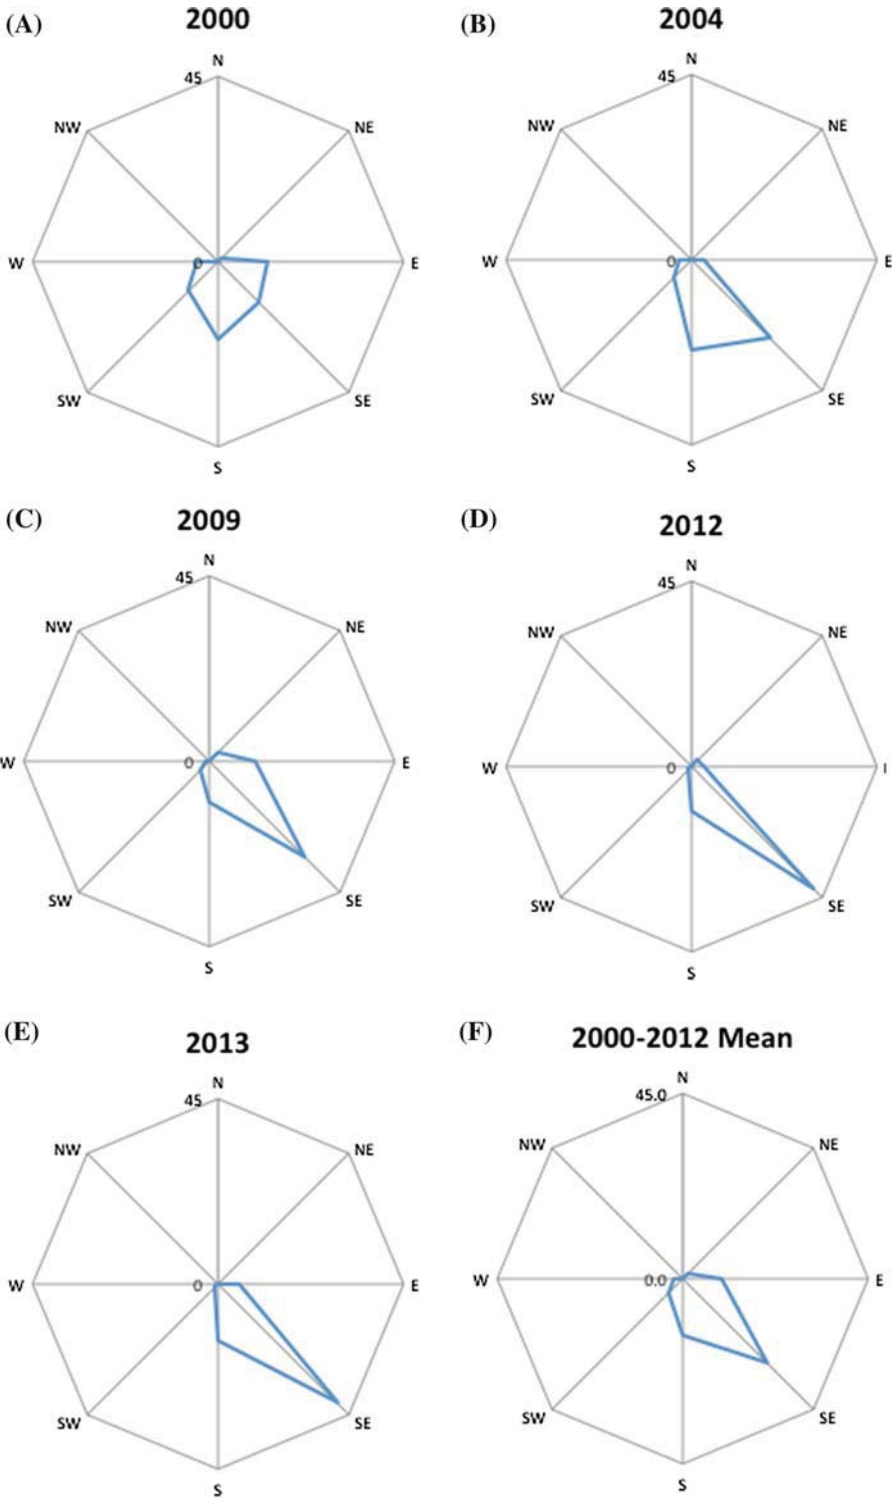 (A) 2000
N
45
NW NE
W 0 E
SW SE
S
(B) 2004
N
45
NW NE
W 0 E
SW SE
S
(C) 2009
N
45
NW NE
W 0 E
SW SE
S
(D) 2012
N
45
NW NE
W 0 I
SW SE
S
(E) 2013
N
45
NW NE
W 0 E
SW SE
S
(F) 2000-2012 Mean
N
45.0
NW NE
W 0.0 E
SW SE
S